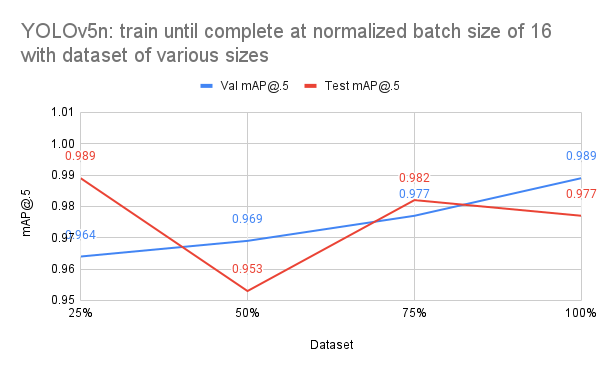 YOLOv5n: train until complete at normalized batch size of 16
with dataset of various sizes
Val mAP@.5 Test mAP@.5
1.01
1.00
0.99
0.98
0.97
0.96
0.95
mAP@.5
0.989
0.964
0.969
0.953
0.982
0.977
0.989
0.977
25% 50% 75% 100%
Dataset